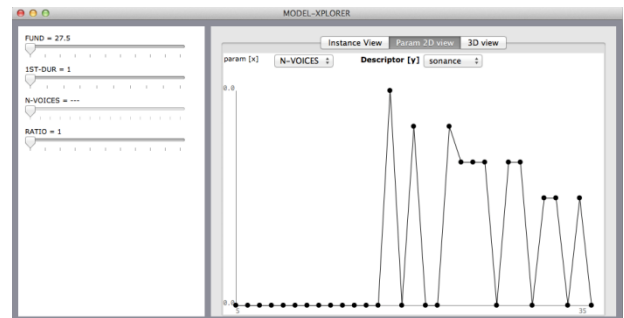 MODEL-XPLORER
FUND = 27.5
1ST-DUR = 1
N-VOICES = ---
RATIO = 1
Instance View Param 2D view 3D view
param [x] N-VOICES Descriptor [y] sonance
0.0
0.0
5 35